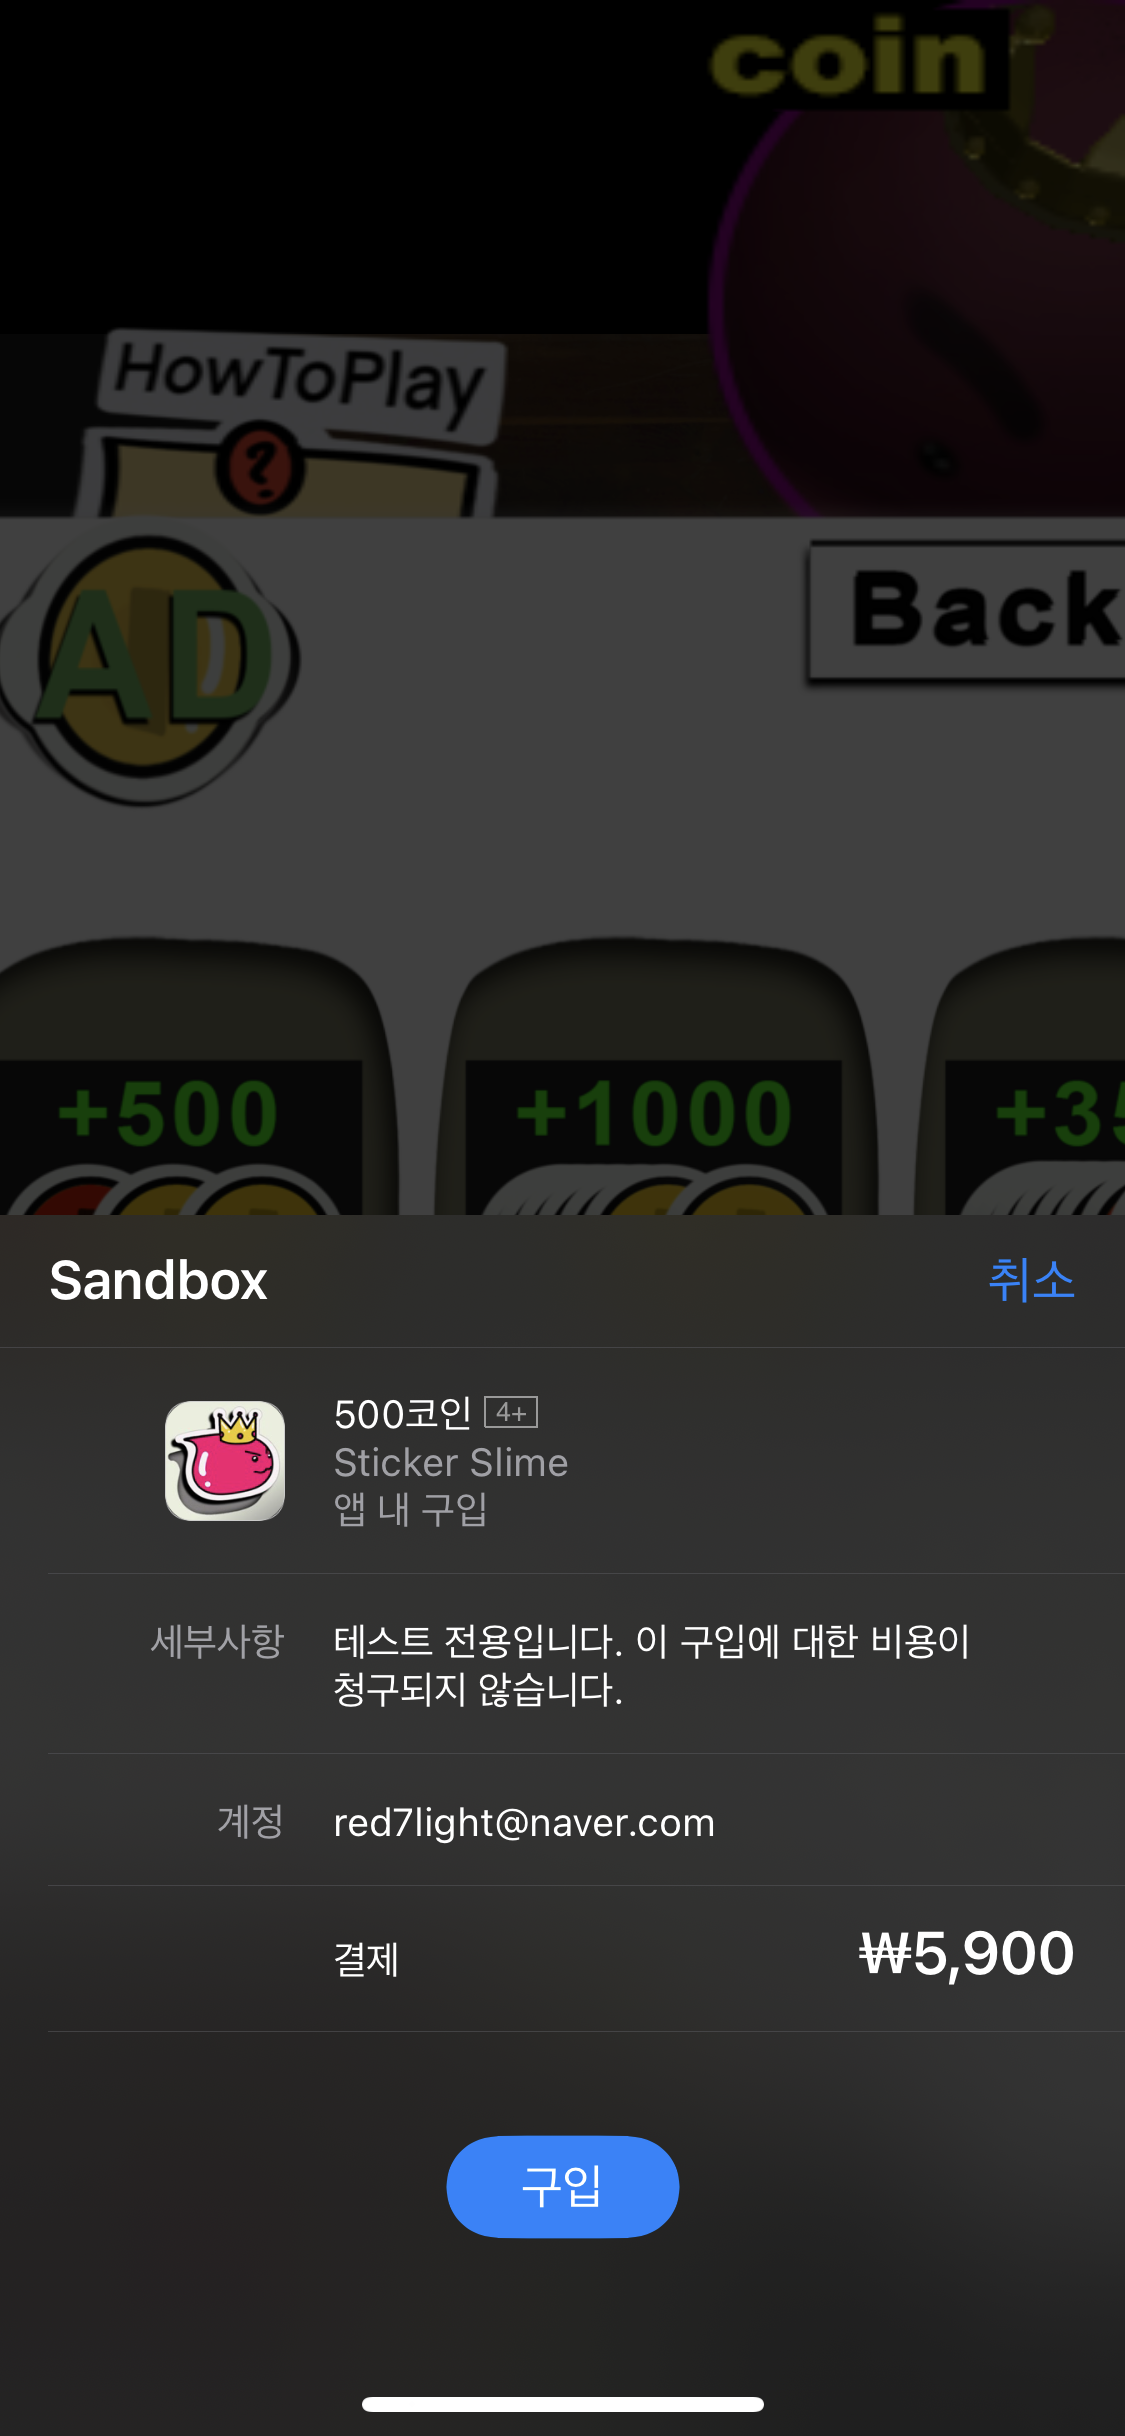 coin
HowToPlay
?
AD
Back
+500
+1000
+35
Sandbox
취소
500코인 4+
Sticker Slime
앱 내 구입
세부사항
테스트 전용입니다. 이 구입에 대한 비용이
청구되지 않습니다.
계정
red7light@naver.com
결제
₩5,900
구입